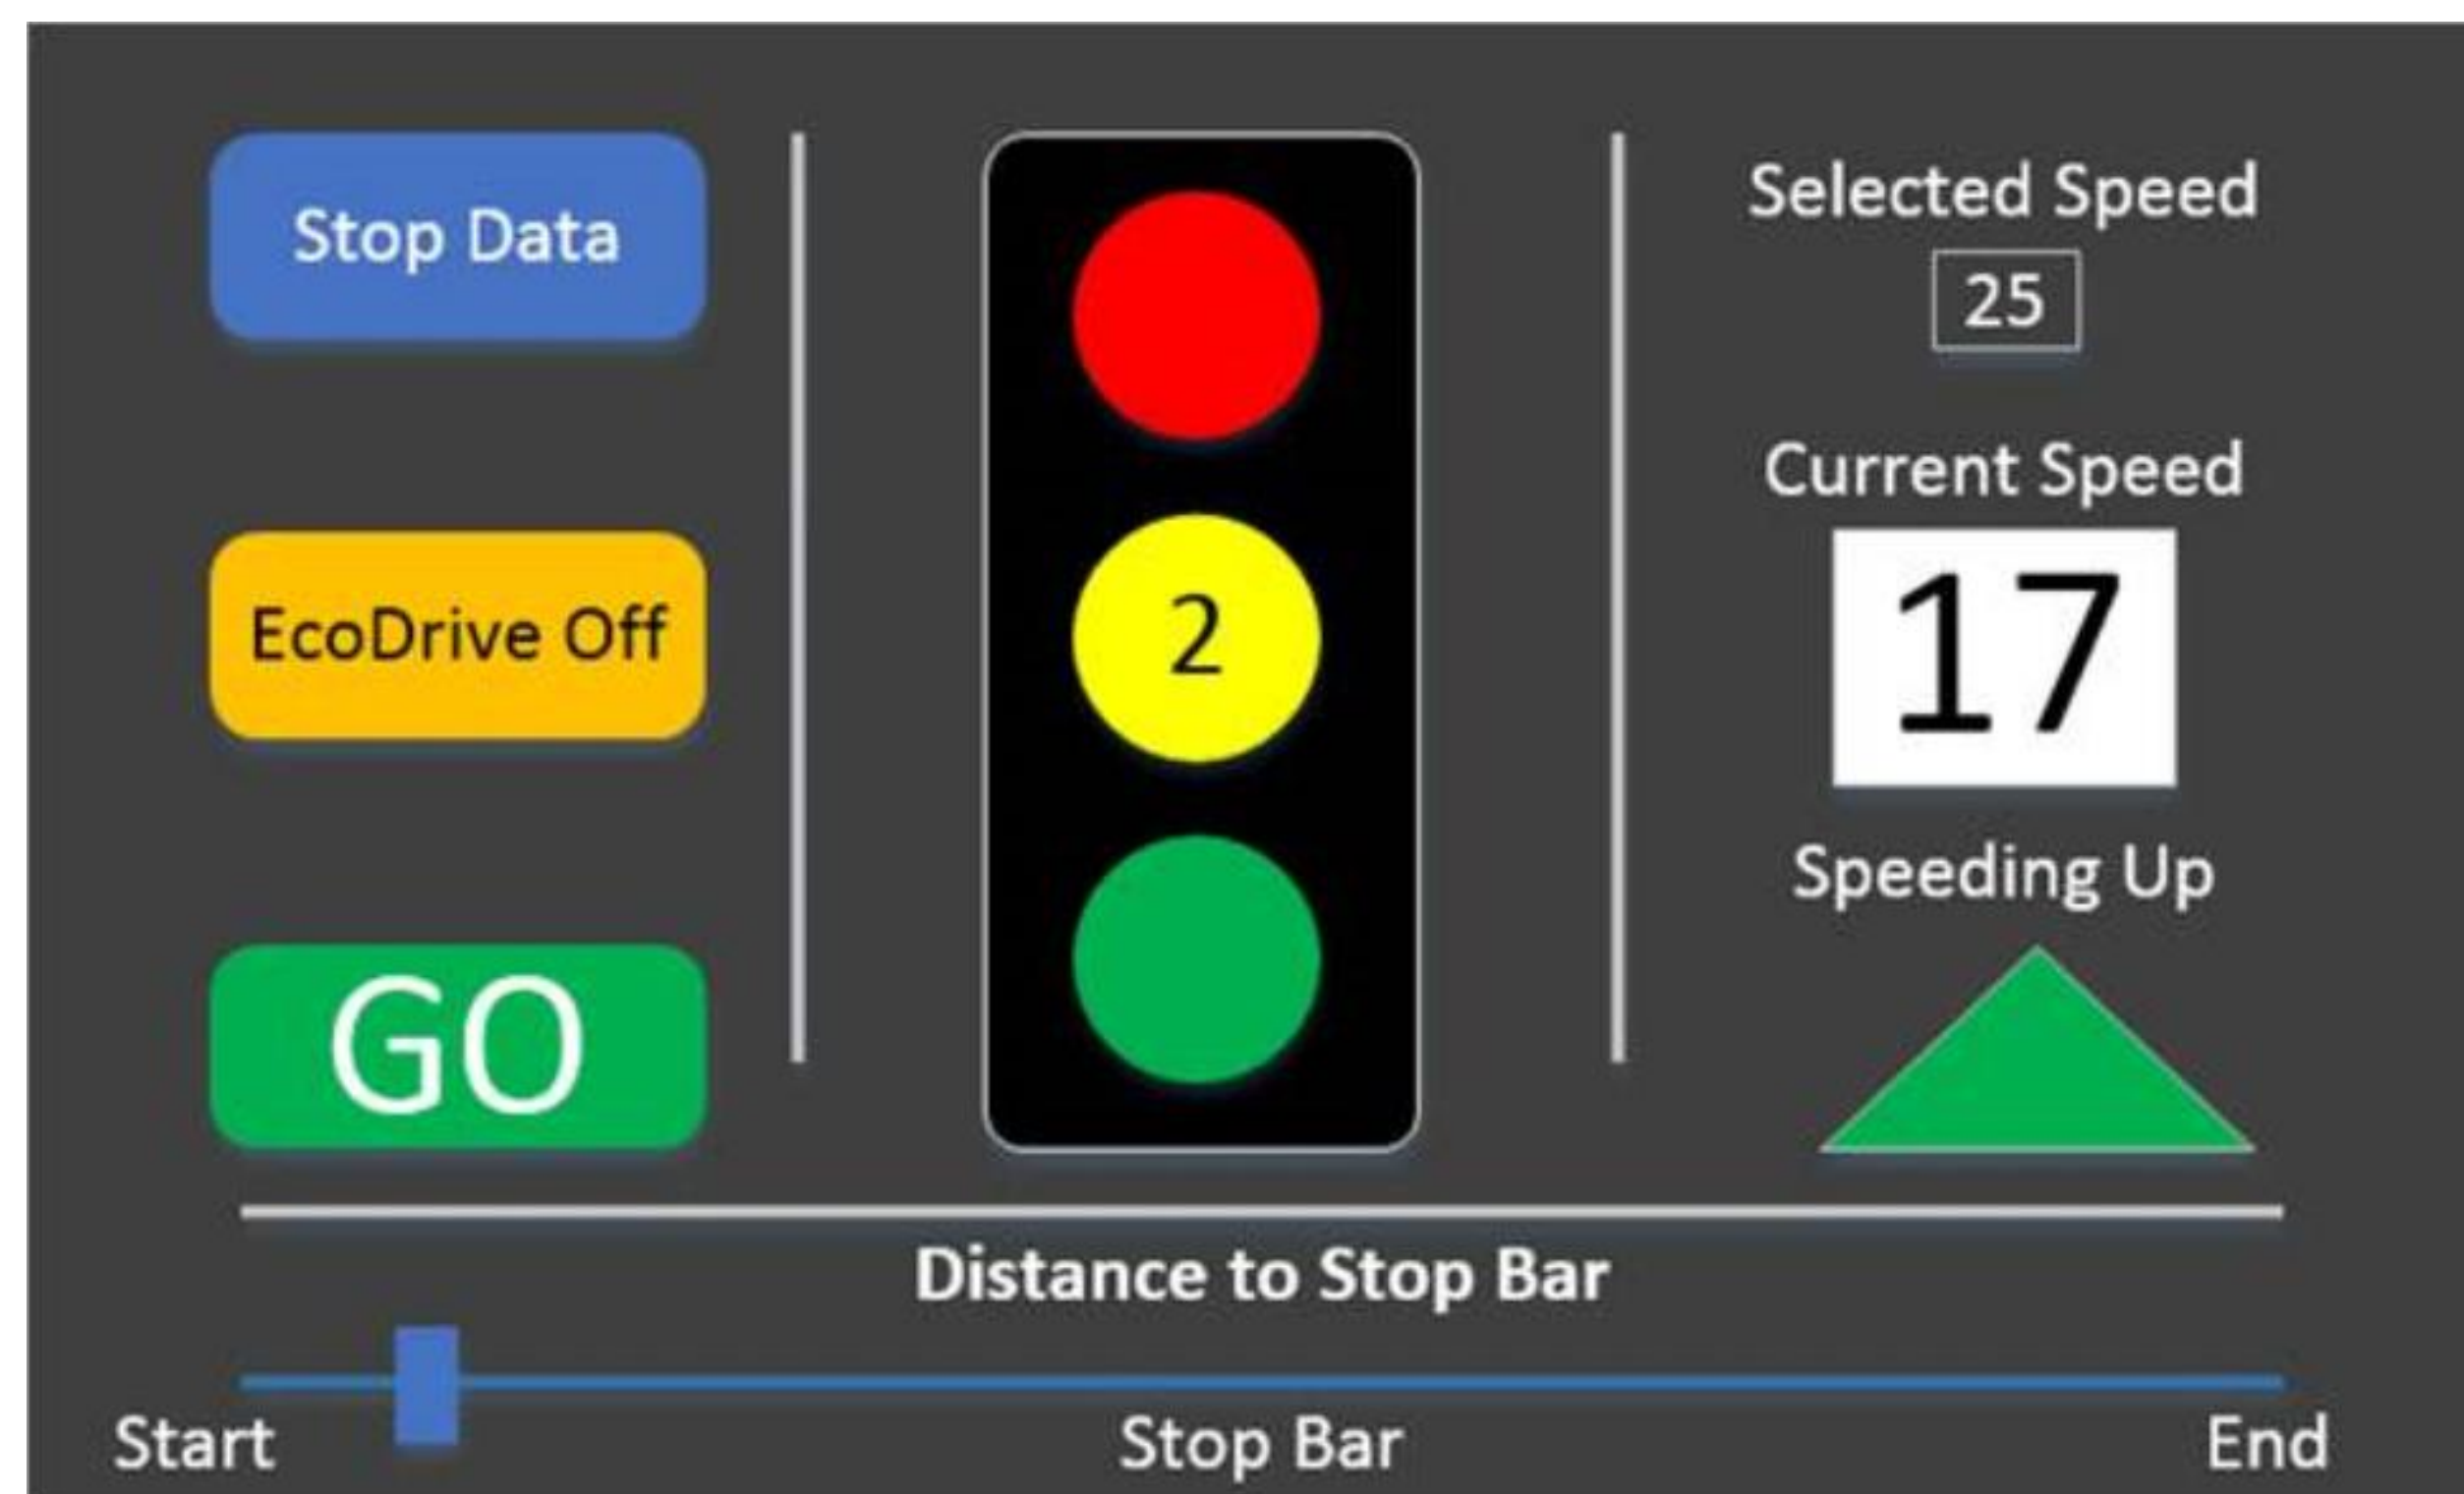 Stop Data
EcoDrive Off
GO
2
Selected Speed
25
Current Speed
17
Speeding Up
Distance to Stop Bar
Start
Stop Bar
End